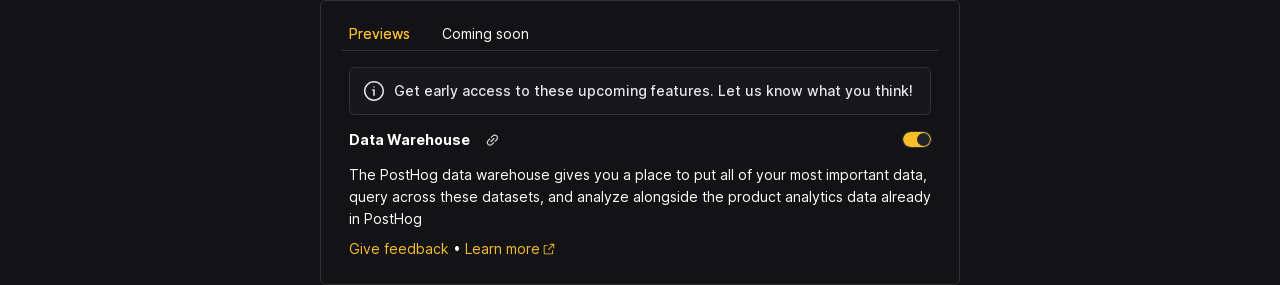 Previews
Coming soon
Get early access to these upcoming features. Let us know what you think!
Data Warehouse
The PostHog data warehouse gives you a place to put all of your most important data,
query across these datasets, and analyze alongside the product analytics data already
in PostHog
Give feedback • Learn more